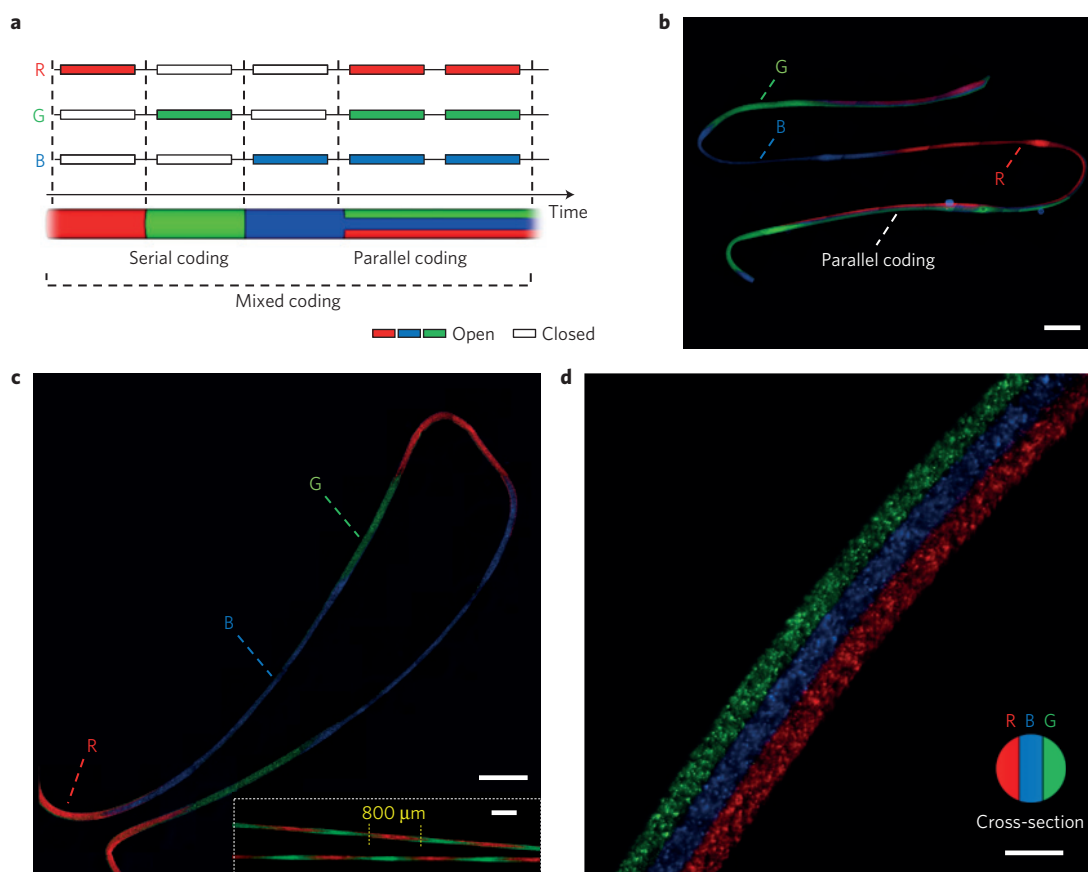 a
R
G
B
Time
Serial coding
Parallel coding
Mixed coding
Open
Closed
b
G
B
R
Parallel coding
c
G
B
R
800 μm
d
R B G
Cross-section